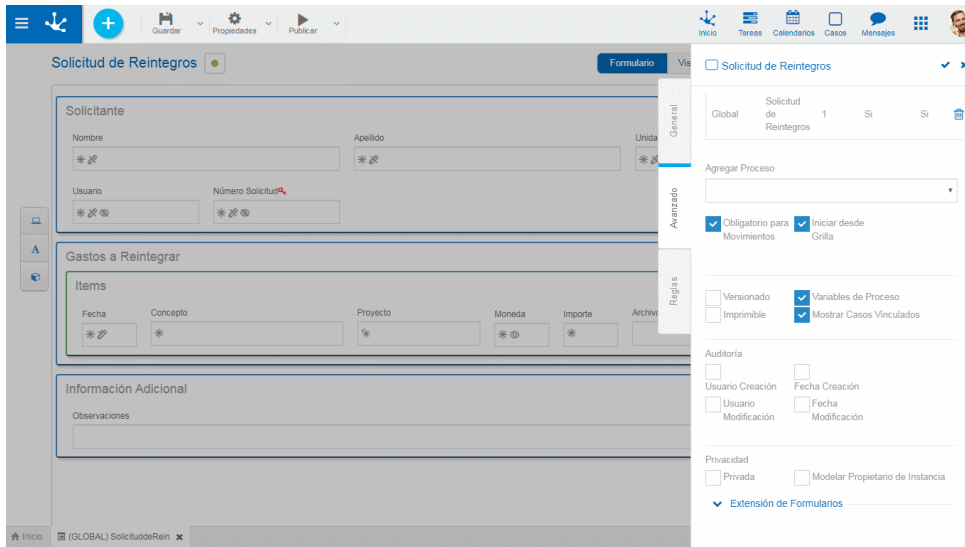 Guardar
Propiedades
Publicar
Inicio
Tareas
Calendarios
Casos
Mensajes
Solicitud de Reintegros
Formulario
Vis
Solicitante
Nombre
Apellido
Unida
Usuario
Número Solicitud
Gastos a Reintegrar
Items
Fecha
Concepto
Proyecto
Moneda
Importe
Archivo
Información Adicional
Observaciones
A
General
Avanzado
Reglas
Solicitud de Reintegros
Global
Solicitud
de
Reintegros
1
Si
Si
Agregar Proceso
Obligatorio para
Movimientos
Iniciar desde
Grilla
Versionado
Variables de Proceso
Imprimible
Mostrar Casos Vinculados
Auditoría
Usuario Creación
Fecha Creación
Usuario
Modificación
Fecha
Modificación
Privacidad
Privada
Modelar Propietario de Instancia
Extensión de Formularios
Inicio
(GLOBAL) SolicituddeRein